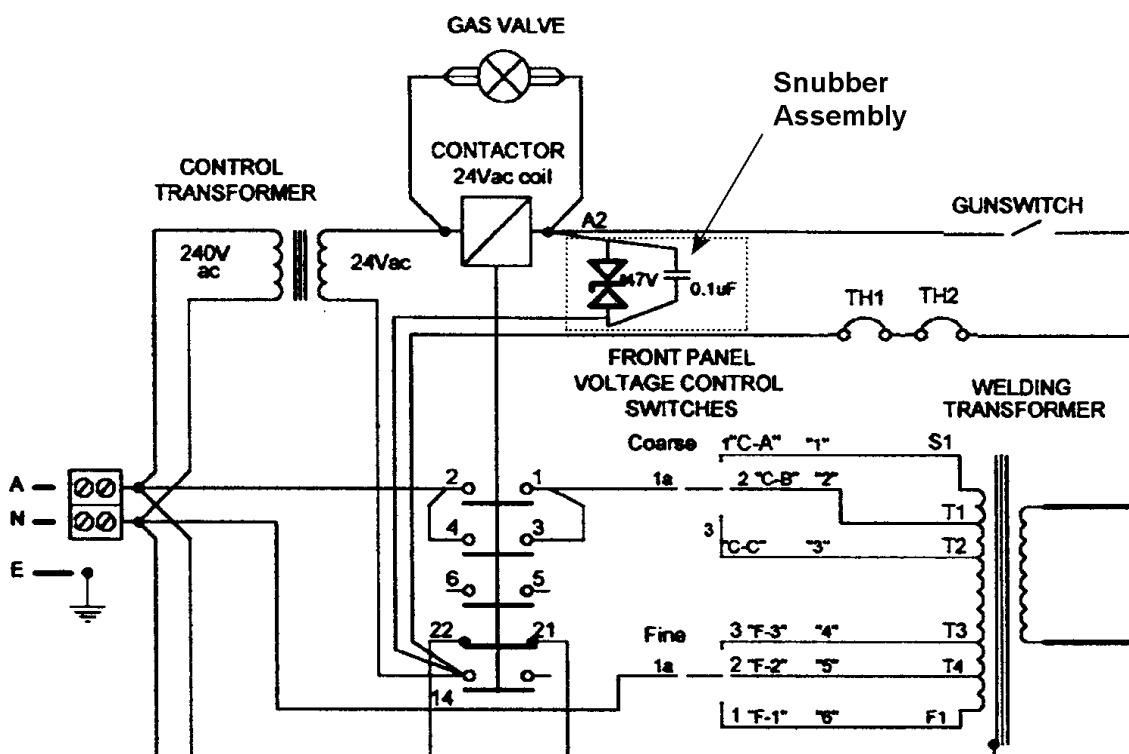 GAS VALVE
Snubber
Assembly
CONTACTOR
24Vac coil
CONTROL
TRANSFORMER
A2
GUNSWITCH
240V
ac
24Vac
47V
0.1uF
TH1
TH2
FRONT PANEL
VOLTAGE CONTROL
SWITCHES
WELDING
TRANSFORMER
Coarse
1 "C-A" "1" S1
A
2 1
1a
2 "C-B" "2"
T1
N
4 3
3
"C-C" "3" T2
E
6 5
22 21
Fine
3 "F-3" "4" T3
1a
2 "F-2" "5" T4
14
1 "F-1" "6" F1